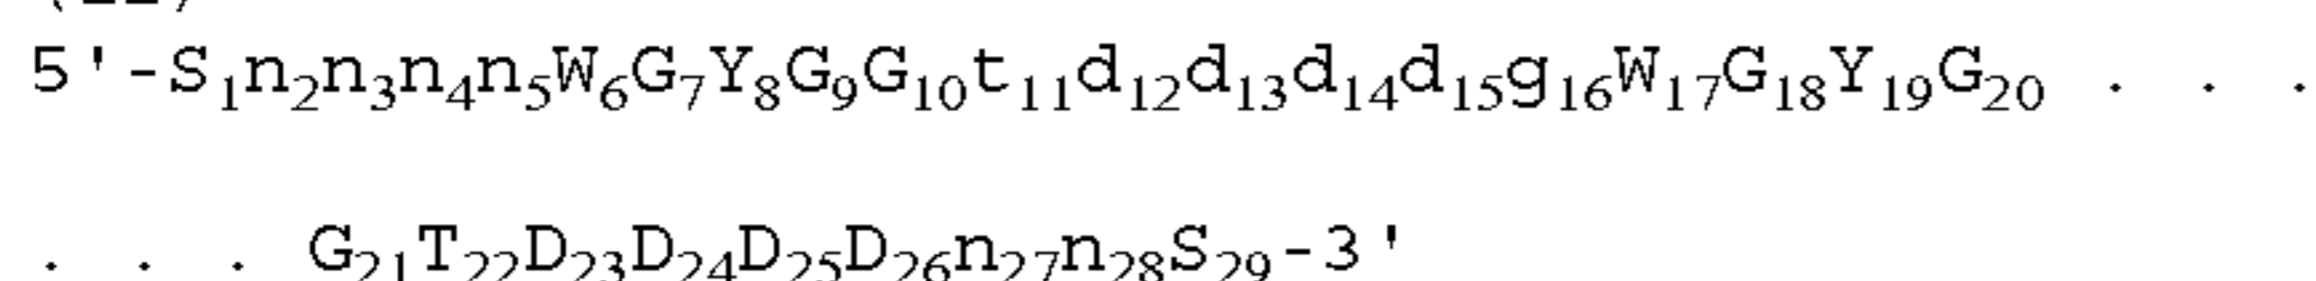 5'-S₁n₂n₃n₄n₅W₆G₇Y₈G₉G₁₀t₁₁d₁₂d₁₃d₁₄d₁₅g₁₆W₁₇G₁₈Y₁₉G₂₀ . . .
. . . G₂₁T₂₂D₂₃D₂₄D₂₅D₂₆n₂₇n₂₈S₂₉-3'